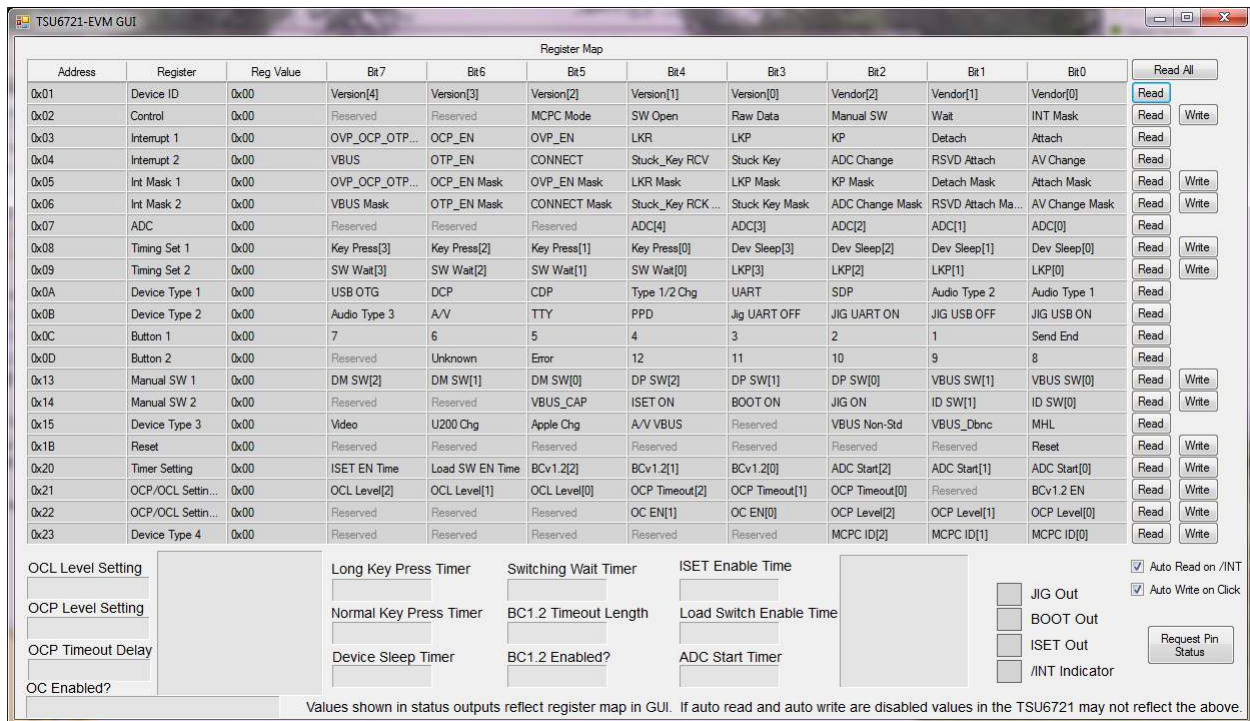 TSU6721-EVM GUI
Register Map
Address Register Reg Value Bit7 Bit6 Bit5 Bit4 Bit3 Bit2 Bit1 Bit0 Read All
0x01 Device ID 0x00 Version[4] Version[3] Version[2] Version[1] Version[0] Vendor[2] Vendor[1] Vendor[0] Read
0x02 Control 0x00 Reserved Reserved MCPC Mode SW Open Raw Data Manual SW Wait INT Mask Read Write
0x03 Interrupt 1 0x00 OVP_OCP_OTP... OCP_EN OVP_EN LKR LKP KP Detach Attach Read
0x04 Interrupt 2 0x00 VBUS OTP_EN CONNECT Stuck_Key RCV Stuck Key ADC Change RSVD Attach AV Change Read
0x05 Int Mask 1 0x00 OVP_OCP_OTP... OCP_EN Mask OVP_EN Mask LKR Mask LKP Mask KP Mask Detach Mask Attach Mask Read Write
0x06 Int Mask 2 0x00 VBUS Mask OTP_EN Mask CONNECT Mask Stuck_Key RCK ... Stuck Key Mask ADC Change Mask RSVD Attach Ma... AV Change Mask Read Write
0x07 ADC 0x00 Reserved Reserved Reserved ADC[4] ADC[3] ADC[2] ADC[1] ADC[0] Read
0x08 Timing Set 1 0x00 Key Press[3] Key Press[2] Key Press[1] Key Press[0] Dev Sleep[3] Dev Sleep[2] Dev Sleep[1] Dev Sleep[0] Read Write
0x09 Timing Set 2 0x00 SW Wait[3] SW Wait[2] SW Wait[1] SW Wait[0] LKP[3] LKP[2] LKP[1] LKP[0] Read Write
0x0A Device Type 1 0x00 USB OTG DCP CDP Type 1/2 Chg UART SDP Audio Type 2 Audio Type 1 Read
0x0B Device Type 2 0x00 Audio Type 3 A/V TTY PPD Jig UART OFF JIG UART ON JIG USB OFF JIG USB ON Read
0x0C Button 1 0x00 7 6 5 4 3 2 1 Send End Read
0x0D Button 2 0x00 Reserved Unknown Error 12 11 10 9 8 Read
0x13 Manual SW 1 0x00 DM SW[2] DM SW[1] DM SW[0] DP SW[2] DP SW[1] DP SW[0] VBUS SW[1] VBUS SW[0] Read Write
0x14 Manual SW 2 0x00 Reserved Reserved VBUS_CAP ISET ON BOOT ON JIG ON ID SW[1] ID SW[0] Read Write
0x15 Device Type 3 0x00 Video U200 Chg Apple Chg A/V VBUS Reserved VBUS Non-Std VBUS_Dbnc MHL Read
0x1B Reset 0x00 Reserved Reserved Reserved Reserved Reserved Reserved Reserved Reset Read Write
0x20 Timer Setting 0x00 ISET EN Time Load SW EN Time BCv1.2[2] BCv1.2[1] BCv1.2[0] ADC Start[2] ADC Start[1] ADC Start[0] Read Write
0x21 OCP/OCL Settin... 0x00 OCL Level[2] OCL Level[1] OCL Level[0] OCP Timeout[2] OCP Timeout[1] OCP Timeout[0] Reserved BCv1.2 EN Read Write
0x22 OCP/OCL Settin... 0x00 Reserved Reserved Reserved OC EN[1] OC EN[0] OCP Level[2] OCP Level[1] OCP Level[0] Read Write
0x23 Device Type 4 0x00 Reserved Reserved Reserved Reserved Reserved MCPC ID[2] MCPC ID[1] MCPC ID[0] Read Write
OCL Level Setting Long Key Press Timer Switching Wait Timer ISET Enable Time Auto Read on /INT
JIG Out Auto Write on Click
OCP Level Setting Normal Key Press Timer BC1.2 Timeout Length Load Switch Enable Time BOOT Out
OCP Timeout Delay Device Sleep Timer BC1.2 Enabled? ADC Start Timer ISET Out Request Pin
Status
/INT Indicator
OC Enabled?
Values shown in status outputs reflect register map in GUI. If auto read and auto write are disabled values in the TSU6721 may not reflect the above.